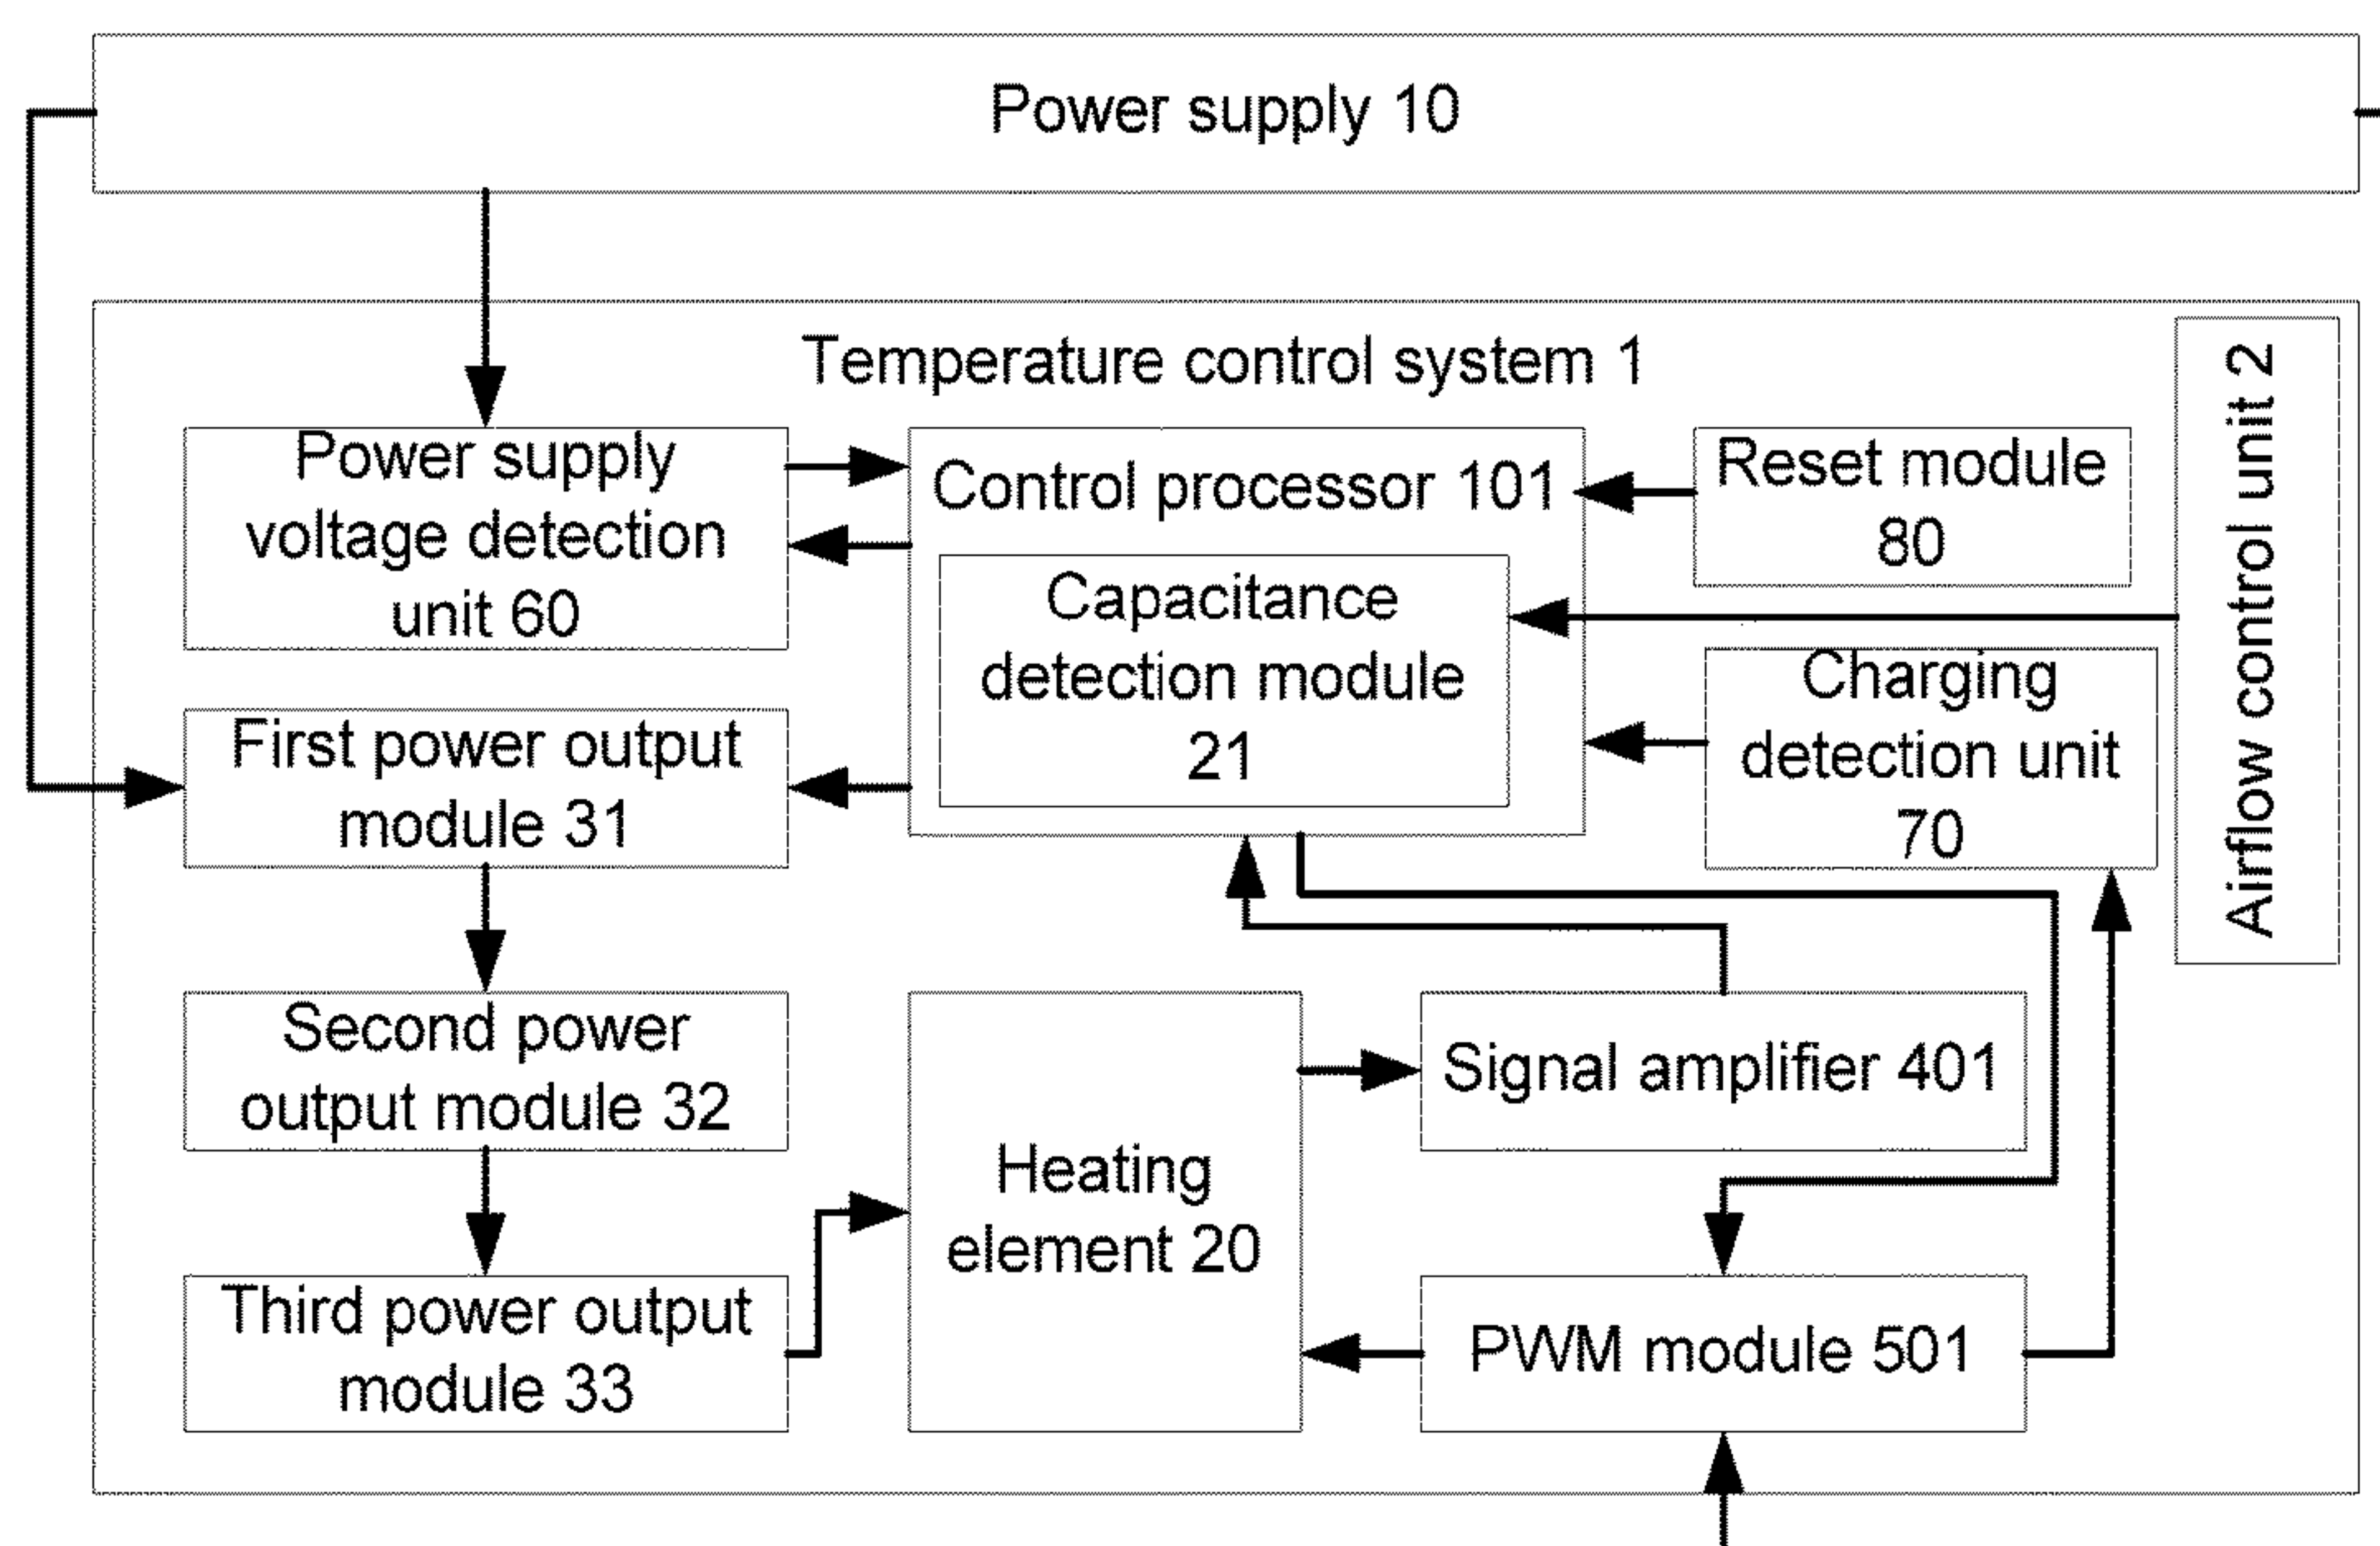 Power supply 10
Temperature control system 1
Power supply
voltage detection
unit 60
Control processor 101
Capacitance
detection module
21
Reset module
80
Airflow control unit 2
Charging
detection unit
70
First power output
module 31
Second power
output module 32
Third power output
module 33
Heating
element 20
Signal amplifier 401
PWM module 501